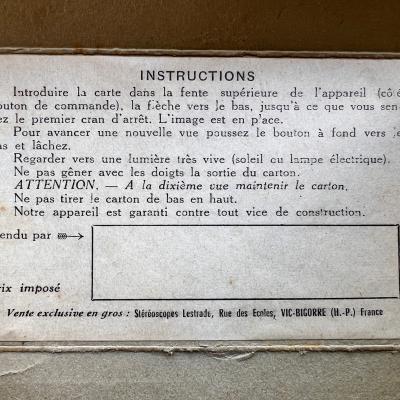 INSTRUCTIONS
Introduire la carte dans la fente supérieure de l'appareil (côté
outon de commande), la flèche vers le bas, jusqu'à ce que vous sen-
ez le premier cran d'arrêt. L'image est en p'ace.
Pour avancer une nouvelle vue poussez le bouton à fond vers le
as et lâchez.
Regarder vers une lumière très vive (soleil ou lampe électrique).
Ne pas gêner avec les doigts la sortie du carton.
ATTENTION. — A la dixième vue maintenir le carton.
Ne pas tirer le carton de bas en haut.
Notre appareil est garanti contre tout vice de construction.
endu par
rix imposé
Vente exclusive en gros : Stéréoscopes Lestrade, Rue des Ecoles, VIC-BIGORRE (H.-P.) France